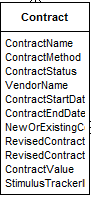 Contract
ContractName
ContractMethod
ContractStatus
VendorName
ContractStartDat
ContractEndDate
NewOrExistingC
RevisedContract
RevisedContract
ContractValue
StimulusTrackerI